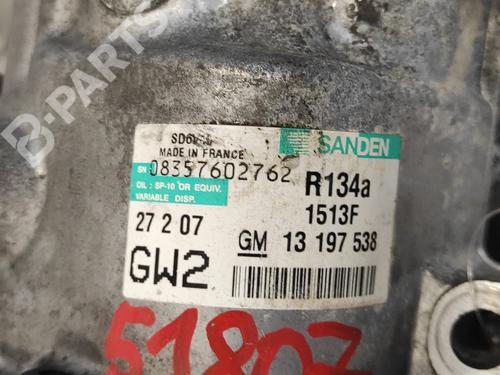 B-PARTS
SANDEN
MADE IN FRANCE
SN 08357602762
R134a
OIL : SP-10 OR EQUIV.
VARIABLE DISP.
1513F
27 2 07
GM 13 197 538
GW2
51807